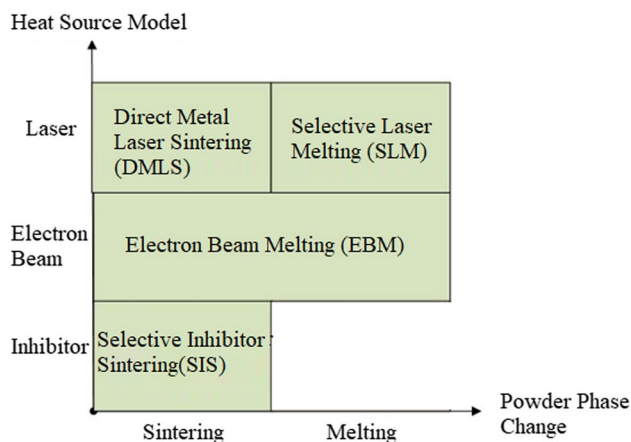 Heat Source Model
Laser
Direct Metal
Laser Sintering
(DMLS)
Selective Laser
Melting (SLM)
Electron
Beam
Electron Beam Melting (EBM)
Inhibitor
Selective Inhibitor
Sintering(SIS)
Powder Phase
Change
Sintering
Melting